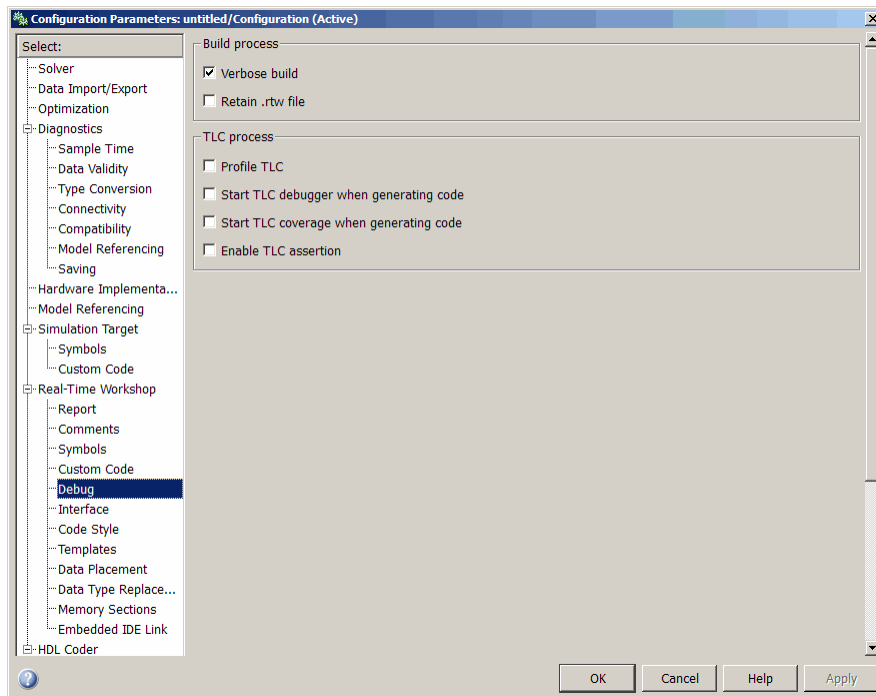 Configuration Parameters: untitled/Configuration (Active)
Select:
Solver
Data Import/Export
Optimization
Diagnostics
Sample Time
Data Validity
Type Conversion
Connectivity
Compatibility
Model Referencing
Saving
Hardware Implementa...
Model Referencing
Simulation Target
Symbols
Custom Code
Real-Time Workshop
Report
Comments
Symbols
Custom Code
Debug
Interface
Code Style
Templates
Data Placement
Data Type Replace...
Memory Sections
Embedded IDE Link
HDL Coder
Build process
Verbose build
Retain .rtw file
TLC process
Profile TLC
Start TLC debugger when generating code
Start TLC coverage when generating code
Enable TLC assertion
OK
Cancel
Help
Apply